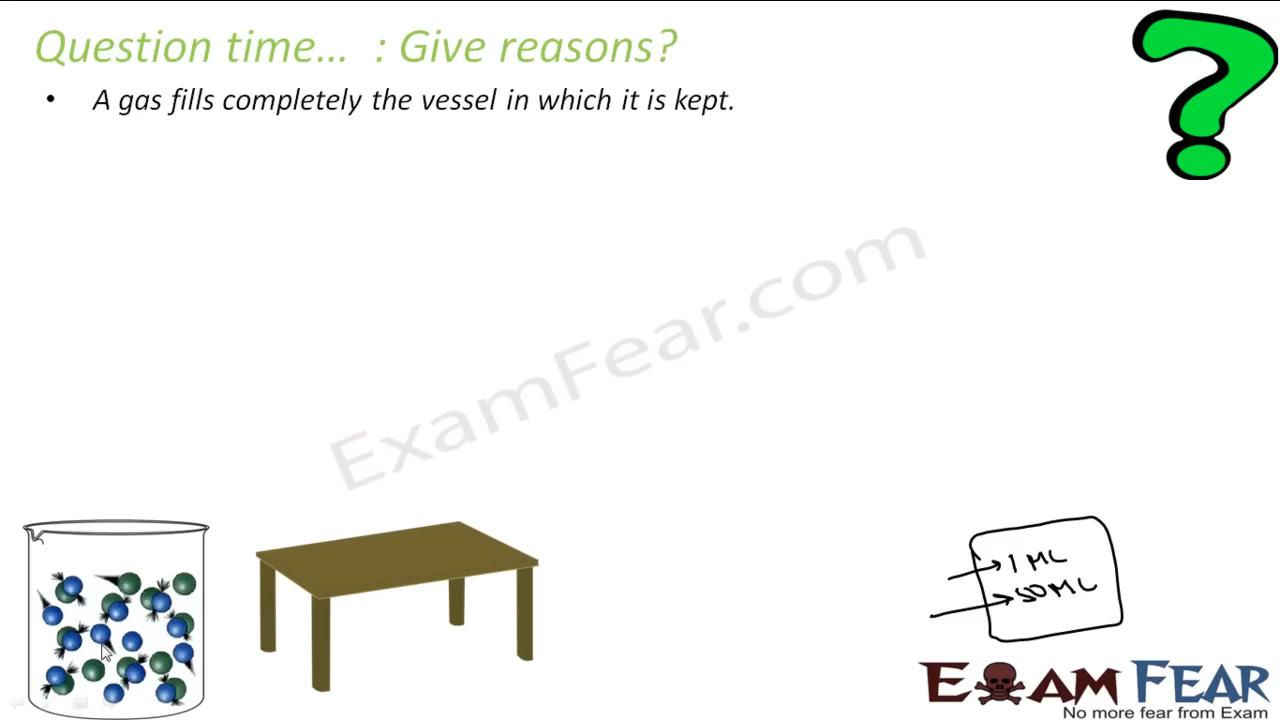 Question time... : Give reasons?
• A gas fills completely the vessel in which it is kept.
ExamFear.com
1 ML
50 ML
EXAM FEAR
No more fear from Exam